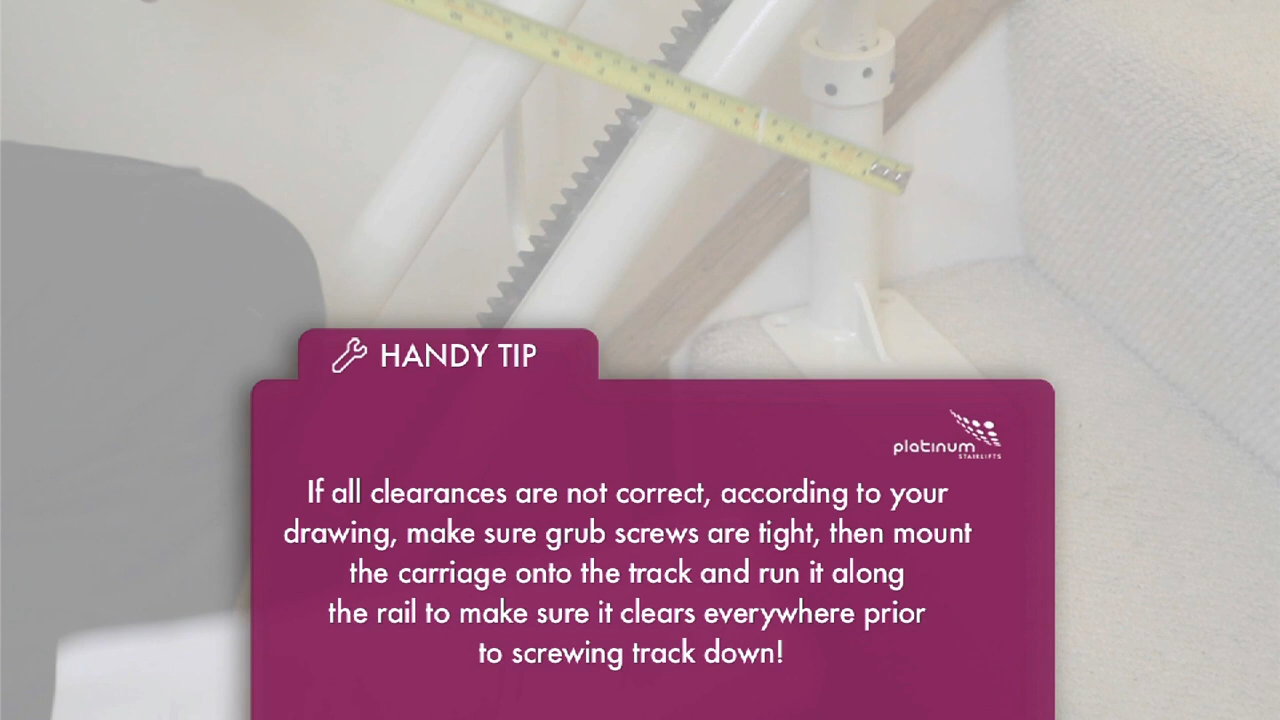 HANDY TIP
platinum
STAIRLIFTS
If all clearances are not correct, according to your
drawing, make sure grub screws are tight, then mount
the carriage onto the track and run it along
the rail to make sure it clears everywhere prior
to screwing track down!